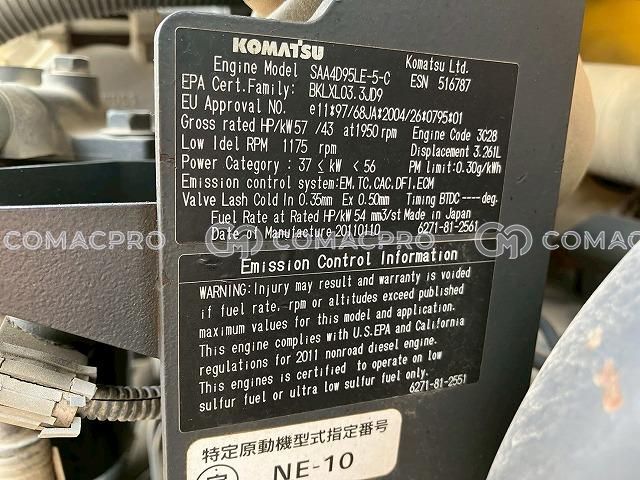 KOMATSU Komatsu Ltd.
Engine Model SAA4D95LE-5-C ESN 516787
EPA Cert.Family: BKLXL03.3JD9
EU Approval NO. e11*97/68JA*2004/26*0795*01
Gross rated HP/kW57 /43 at1950rpm Engine Code 3C28
Low Idel RPM 1175 rpm Displacement 3.261L
Power Category : 37 ≤ kW < 56 PM limit:0.30g/kWh
Emission control system:EM,TC,CAC,DFI,ECM
Valve Lash Cold In 0.35mm Ex 0.50mm Timing BTDC ----deg.
Fuel Rate at Rated HP/kW 54 mm3/st Made in Japan
Date of Manufacture 20110110 6271-81-2561
COMACPRO COMACPRO COMACPRO
Emission Control Information
WARNING: Injury may result and warranty is voided
if fuel rate, rpm or altitudes exceed published
maximum values for this model and application.
This engine complies with U.S.EPA and California
regulations for 2011 nonroad diesel engine.
This engines is certified to operate on low
sulfur fuel or ultra low sulfur fuel only.
6271-81-2551
特定原動機型式指定番号
NE-10